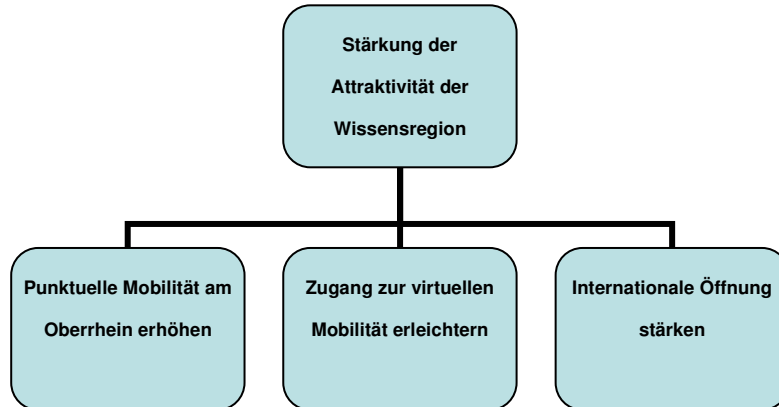 Stärkung der
Attraktivität der
Wissensregion
Punktuelle Mobilität am
Oberrhein erhöhen
Zugang zur virtuellen
Mobilität erleichtern
Internationale Öffnung
stärken